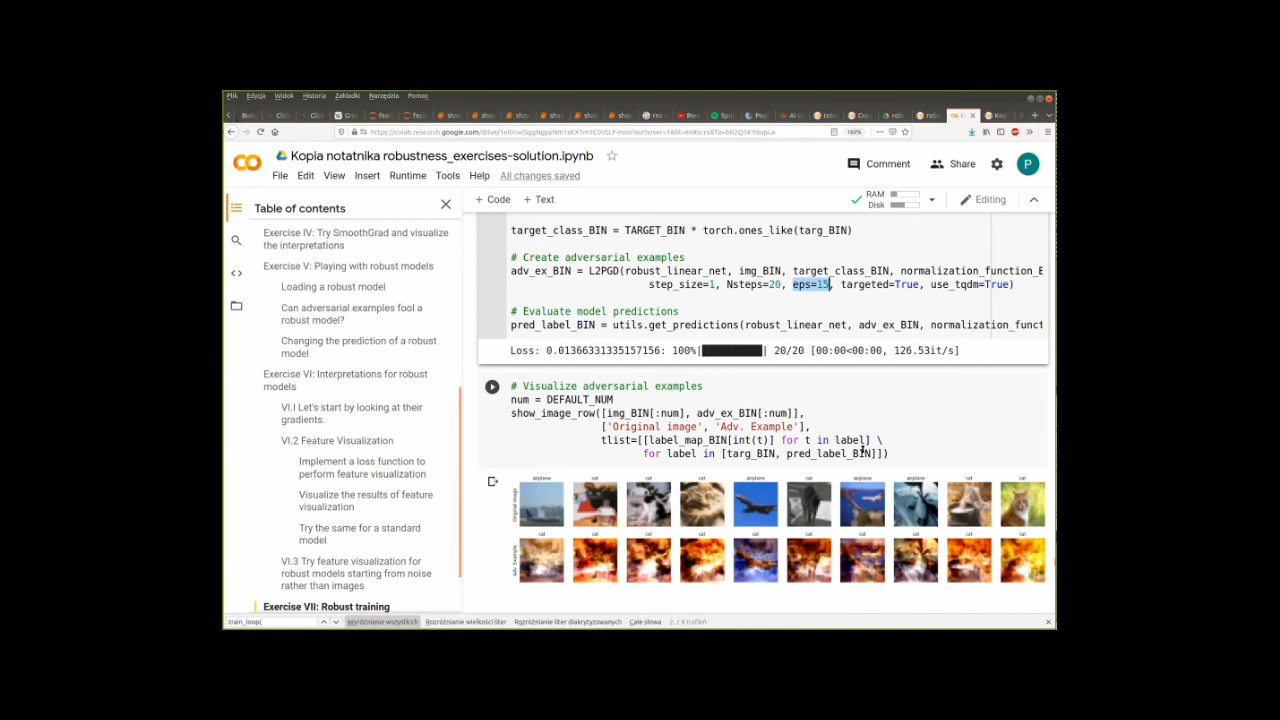 Plik Edycja Widok Historia Zakładki Narzędzia Pomoc
160%
Kopia notatnika robustness_exercises-solution.ipynb
Comment
Share
P
File Edit View Insert Runtime Tools Help All changes saved
Table of contents
+ Code + Text
RAM
Disk
Editing
Exercise IV: Try SmoothGrad and visualize
the interpretations
Exercise V: Playing with robust models
Loading a robust model
Can adversarial examples fool a
robust model?
Changing the prediction of a robust
model
Exercise VI: Interpretations for robust
models
VI.I Let's start by looking at their
gradients.
VI.2 Feature Visualization
Implement a loss function to
perform feature visualization
Visualize the results of feature
visualization
Try the same for a standard
model
VI.3 Try feature visualization for
robust models starting from noise
rather than images
Exercise VII: Robust training
target_class_BIN = TARGET_BIN * torch.ones_like(targ_BIN)
# Create adversarial examples
adv_ex_BIN = L2PGD(robust_linear_net, img_BIN, target_class_BIN, normalization_function_B
step_size=1, Nsteps=20, eps=15, targeted=True, use_tqdm=True)
# Evaluate model predictions
pred_label_BIN = utils.get_predictions(robust_linear_net, adv_ex_BIN, normalization_funct
Loss: 0.01366331335157156: 100%| | 20/20 [00:00<00:00, 126.53it/s]
# Visualize adversarial examples
num = DEFAULT_NUM
show_image_row([img_BIN[:num], adv_ex_BIN[:num]],
['Original image', 'Adv. Example'],
tlist=[[label_map_BIN[int(t)] for t in label] \
for label in [targ_BIN, pred_label_BIN]])
airplane cat cat cat airplane cat airplane airplane cat cat
Original image
cat cat cat cat cat cat cat cat cat cat
Adv. Example
train_loop( Wyróżnianie wszystkich Rozróżnianie wielkości liter Rozróżnianie liter diakrytyzowanych Całe słowa 2. z 8 trafień